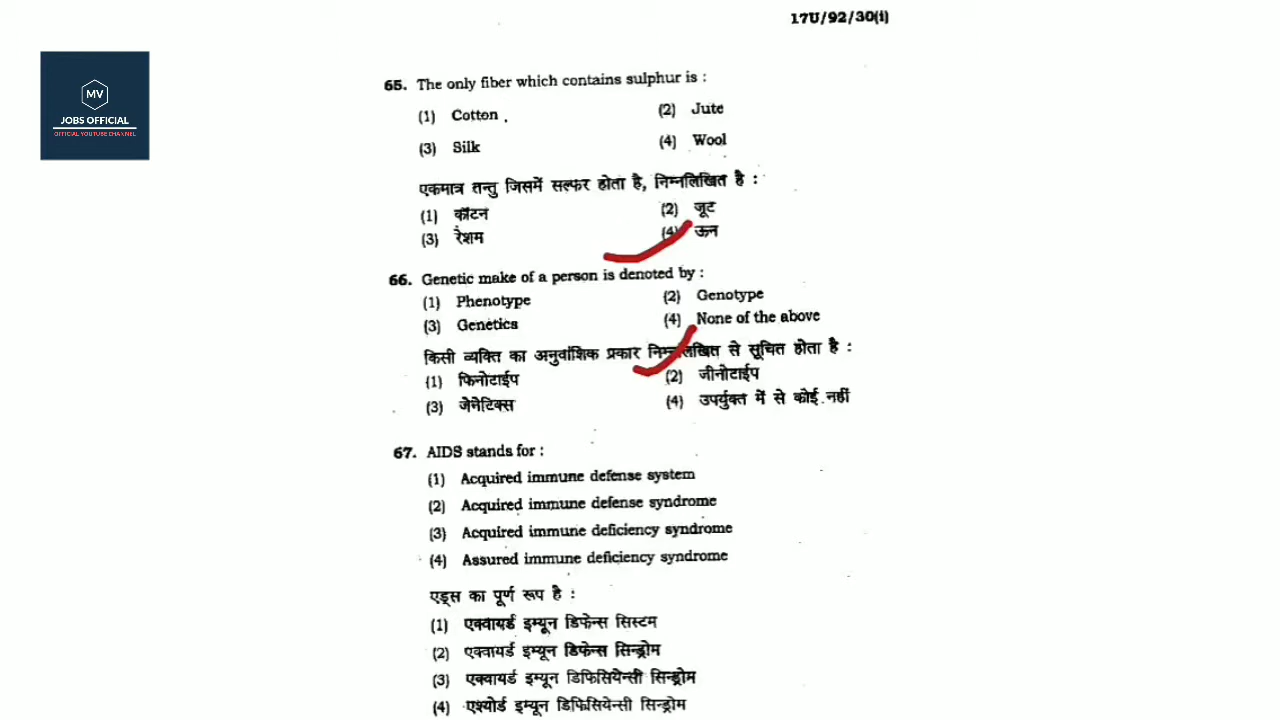 17U/92/30(i)
MV
JOBS OFFICIAL
OFFICIAL YOUTUBE CHANNEL
65. The only fiber which contains sulphur is :
(1) Cotton (2) Jute
(3) Silk (4) Wool
एकमात्र तन्तु जिसमें सल्फर होता है, निम्नलिखित है :
(1) कौटन (2) जूट
(3) रेशम (4) ऊन
66. Genetic make of a person is denoted by :
(1) Phenotype (2) Genotype
(3) Genetics (4) None of the above
किसी व्यक्ति का अनुवांशिक प्रकार निम्नलिखित से सूचित होता है :
(1) फिनोटाईप (2) जीनोटाईप
(3) जेनेटिक्स (4) उपर्युक्त में से कोई नहीं
67. AIDS stands for :
(1) Acquired immune defense system
(2) Acquired immune defense syndrome
(3) Acquired immune deficiency syndrome
(4) Assured immune deficiency syndrome
एड्स का पूर्ण रूप है :
(1) एक्वायर्ड इम्यून डिफेन्स सिस्टम
(2) एक्वायर्ड इम्यून डिफेन्स सिन्ड्रोम
(3) एक्वायर्ड इम्यून डिफिसियेन्सी सिन्ड्रोम
(4) एश्योर्ड इम्यून डिफिसियेन्सी सिन्ड्रोम